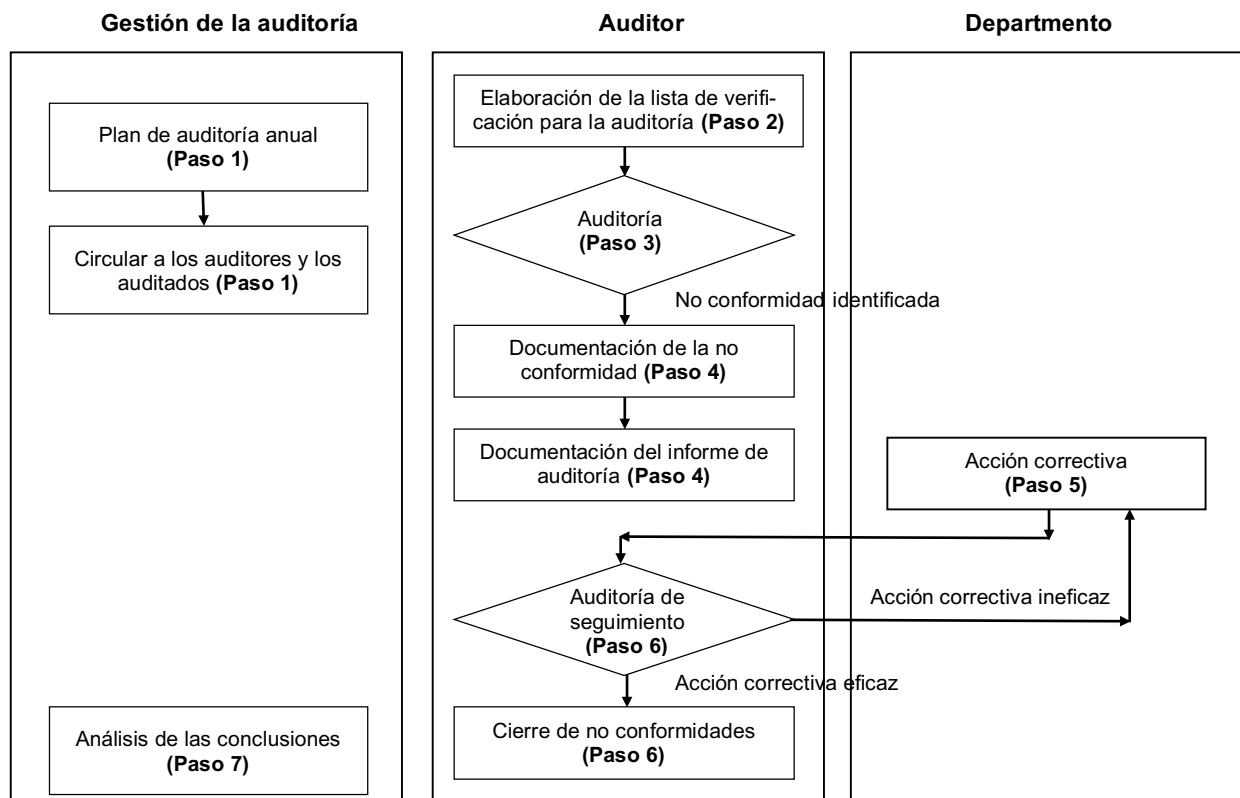 Gestión de la auditoría
Auditor
Departmento
Plan de auditoría anual
(Paso 1)
Circular a los auditores y los
auditados (Paso 1)
Análisis de las conclusiones
(Paso 7)
Elaboración de la lista de verifi-
cación para la auditoría (Paso 2)
Auditoría
(Paso 3)
No conformidad identificada
Documentación de la no
conformidad (Paso 4)
Documentación del informe de
auditoría (Paso 4)
Auditoría de
seguimiento
(Paso 6)
Acción correctiva eficaz
Cierre de no conformidades
(Paso 6)
Acción correctiva
(Paso 5)
Acción correctiva ineficaz